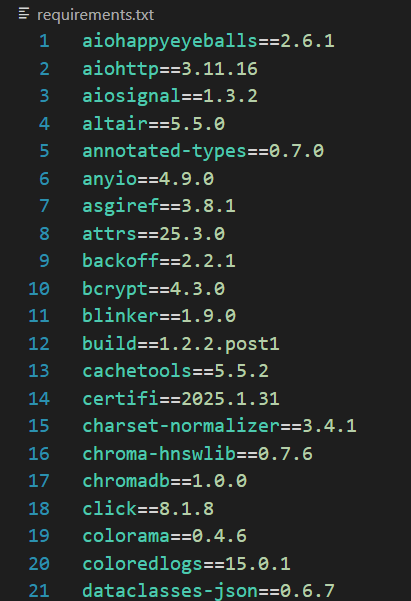 requirements.txt
1 aiohappyeyeballs==2.6.1
2 aiohttp==3.11.16
3 aiosignal==1.3.2
4 altair==5.5.0
5 annotated-types==0.7.0
6 anyio==4.9.0
7 asgiref==3.8.1
8 attrs==25.3.0
9 backoff==2.2.1
10 bcrypt==4.3.0
11 blinker==1.9.0
12 build==1.2.2.post1
13 cachetools==5.5.2
14 certifi==2025.1.31
15 charset-normalizer==3.4.1
16 chroma-hnswlib==0.7.6
17 chromadb==1.0.0
18 click==8.1.8
19 colorama==0.4.6
20 coloredlogs==15.0.1
21 dataclasses-json==0.6.7